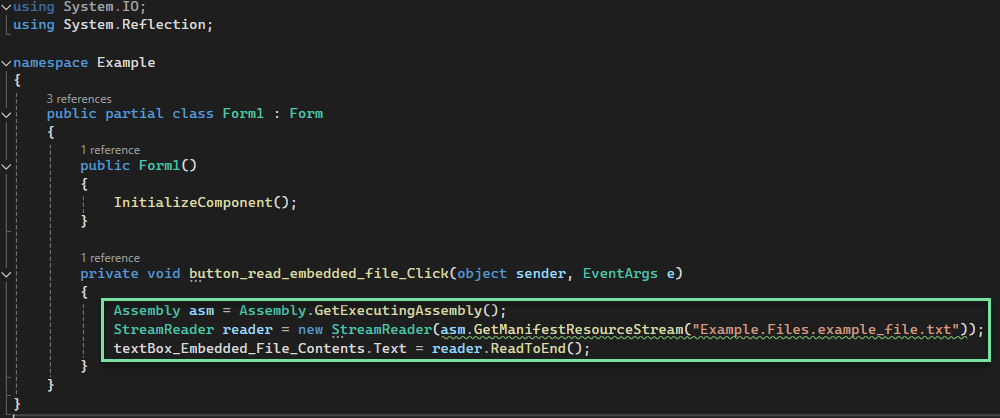 using System.IO;
using System.Reflection;
namespace Example
{
3 references
public partial class Form1 : Form
{
1 reference
public Form1()
{
InitializeComponent();
}
1 reference
private void button_read_embedded_file_Click(object sender, EventArgs e)
{
Assembly asm = Assembly.GetExecutingAssembly();
StreamReader reader = new StreamReader(asm.GetManifestResourceStream("Example.Files.example_file.txt"));
textBox_Embedded_File_Contents.Text = reader.ReadToEnd();
}
}
}